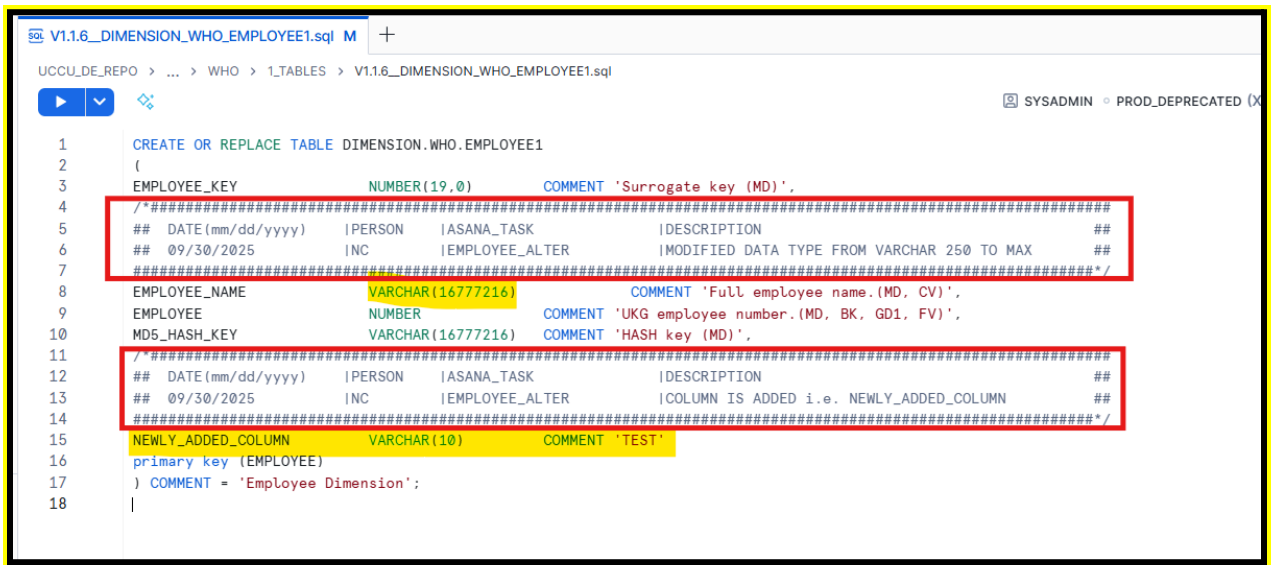 SQL V1.1.6__DIMENSION_WHO_EMPLOYEE1.sql M +
UCCU_DE_REPO > ... > WHO > 1_TABLES > V1.1.6__DIMENSION_WHO_EMPLOYEE1.sql
SYSADMIN ○ PROD_DEPRECATED (X
1 CREATE OR REPLACE TABLE DIMENSION.WHO.EMPLOYEE1
2 (
3 EMPLOYEE_KEY NUMBER(19,0) COMMENT 'Surrogate key (MD)',
4 /*##############################################################################################################
5 ## DATE(mm/dd/yyyy) |PERSON |ASANA_TASK |DESCRIPTION ##
6 ## 09/30/2025 |NC |EMPLOYEE_ALTER |MODIFIED DATA TYPE FROM VARCHAR 250 TO MAX ##
7 ##############################################################################################################*/
8 EMPLOYEE_NAME VARCHAR(16777216) COMMENT 'Full employee name.(MD, CV)',
9 EMPLOYEE NUMBER COMMENT 'UKG employee number.(MD, BK, GD1, FV)',
10 MD5_HASH_KEY VARCHAR(16777216) COMMENT 'HASH key (MD)',
11 /*##############################################################################################################
12 ## DATE(mm/dd/yyyy) |PERSON |ASANA_TASK |DESCRIPTION ##
13 ## 09/30/2025 |NC |EMPLOYEE_ALTER |COLUMN IS ADDED i.e. NEWLY_ADDED_COLUMN ##
14 ##############################################################################################################*/
15 NEWLY_ADDED_COLUMN VARCHAR(10) COMMENT 'TEST'
16 primary key (EMPLOYEE)
17 ) COMMENT = 'Employee Dimension';
18